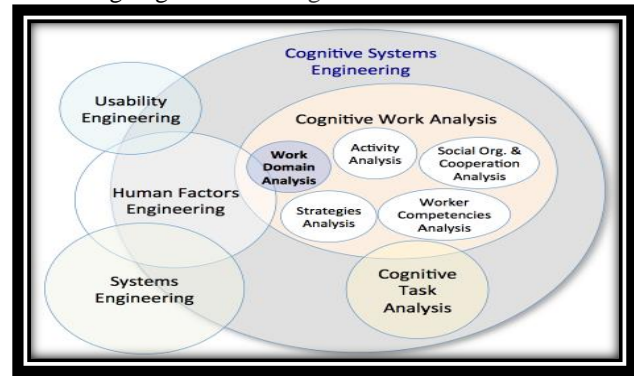 Cognitive Systems
Engineering
Usability
Engineering
Cognitive Work Analysis
Work
Domain
Analysis
Activity
Analysis
Social Org. &
Cooperation
Analysis
Human Factors
Engineering
Strategies
Analysis
Worker
Competencies
Analysis
Systems
Engineering
Cognitive
Task
Analysis